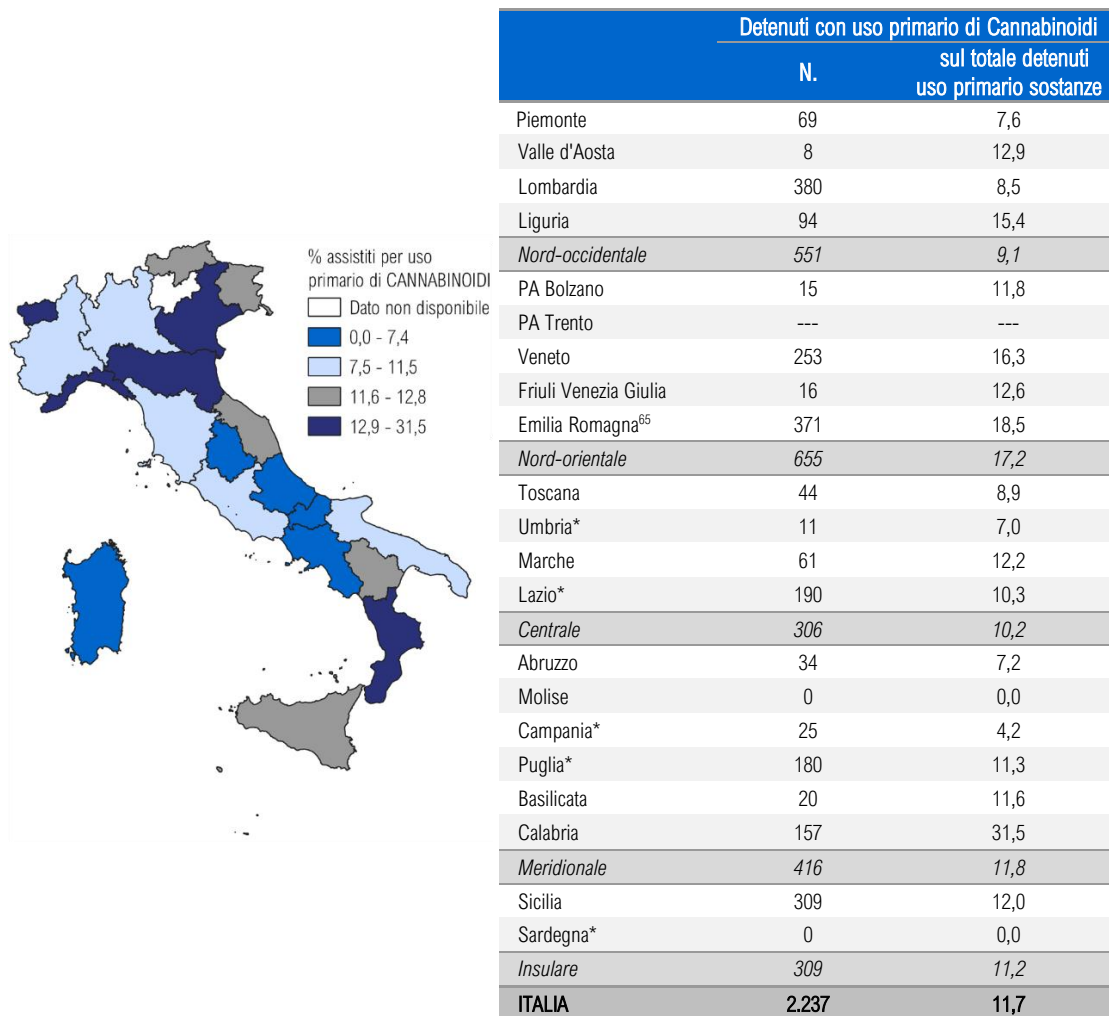 % assistiti per uso
primario di CANNABINOIDI
Dato non disponibile
0,0 - 7,4
7,5 - 11,5
11,6 - 12,8
12,9 - 31,5
Detenuti con uso primario di Cannabinoidi
N.
sul totale detenuti
uso primario sostanze
Piemonte 69 7,6
Valle d'Aosta 8 12,9
Lombardia 380 8,5
Liguria 94 15,4
Nord-occidentale 551 9,1
PA Bolzano 15 11,8
PA Trento --- ---
Veneto 253 16,3
Friuli Venezia Giulia 16 12,6
Emilia Romagna65 371 18,5
Nord-orientale 655 17,2
Toscana 44 8,9
Umbria* 11 7,0
Marche 61 12,2
Lazio* 190 10,3
Centrale 306 10,2
Abruzzo 34 7,2
Molise 0 0,0
Campania* 25 4,2
Puglia* 180 11,3
Basilicata 20 11,6
Calabria 157 31,5
Meridionale 416 11,8
Sicilia 309 12,0
Sardegna* 0 0,0
Insulare 309 11,2
ITALIA 2.237 11,7